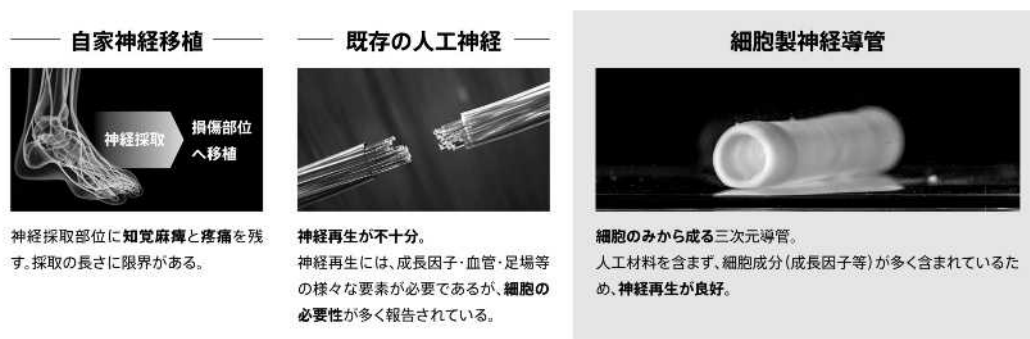 自家神経移植
神経採取
損傷部位
へ移植
神経採取部位に知覚麻痺と疼痛を残
す。採取の長さに限界がある。
既存の人工神経
神経再生が不十分。
神経再生には、成長因子・血管・足場等
の様々な要素が必要であるが、細胞の
必要性が多く報告されている。
細胞製神経導管
細胞のみから成る三次元導管。
人工材料を含まず、細胞成分(成長因子等)が多く含まれているた
め、神経再生が良好。